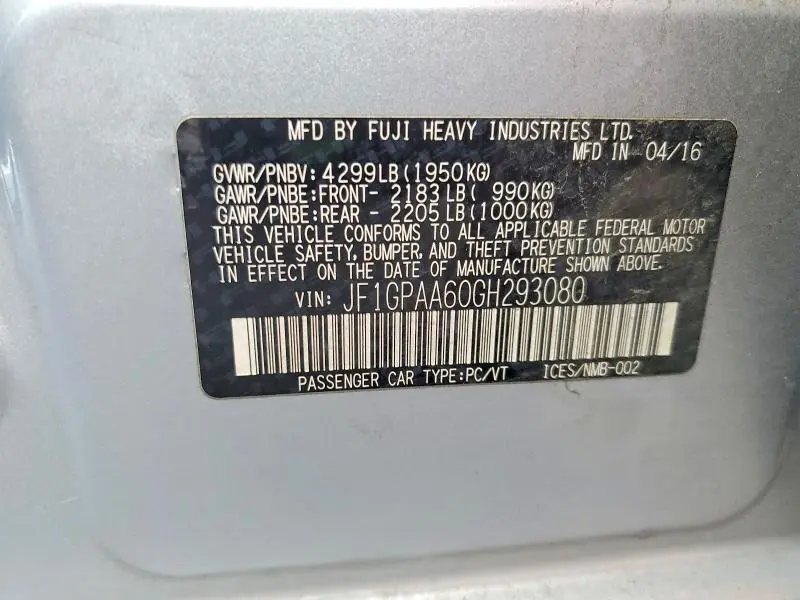 MFD BY FUJI HEAVY INDUSTRIES LTD.
MFD IN 04/16
GVWR/PNBV: 4299LB(1950KG)
GAWR/PNBE:FRONT- 2183 LB( 990KG)
GAWR/PNBE:REAR - 2205 LB(1000KG)
THIS VEHICLE CONFORMS TO ALL APPLICABLE FEDERAL MOTOR
VEHICLE SAFETY, BUMPER, AND THEFT PREVENTION STANDARDS
IN EFFECT ON THE DATE OF MANUFACTURE SHOWN ABOVE.
VIN: JF1GPAA60GH293080
PASSENGER CAR TYPE:PC/VT ICES/NMB-002